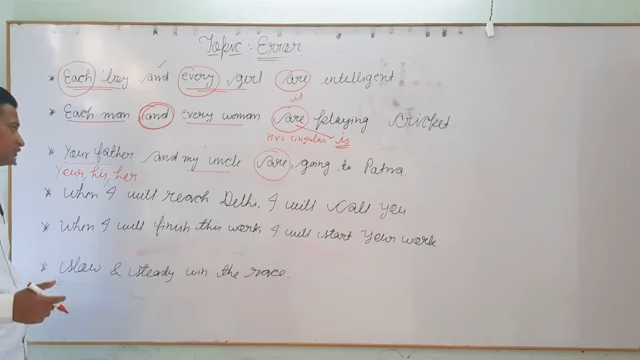 Topic :- Error
* Each boy and every girl are intelligent
is
* Each man and every woman are playing cricket
H.V. singular is
* Your father and my uncle are going to Patna
Your, his, her
* When I will reach Delhi, I will call you
* When I will finish this work I will start your work
* Slow & steady win the race.